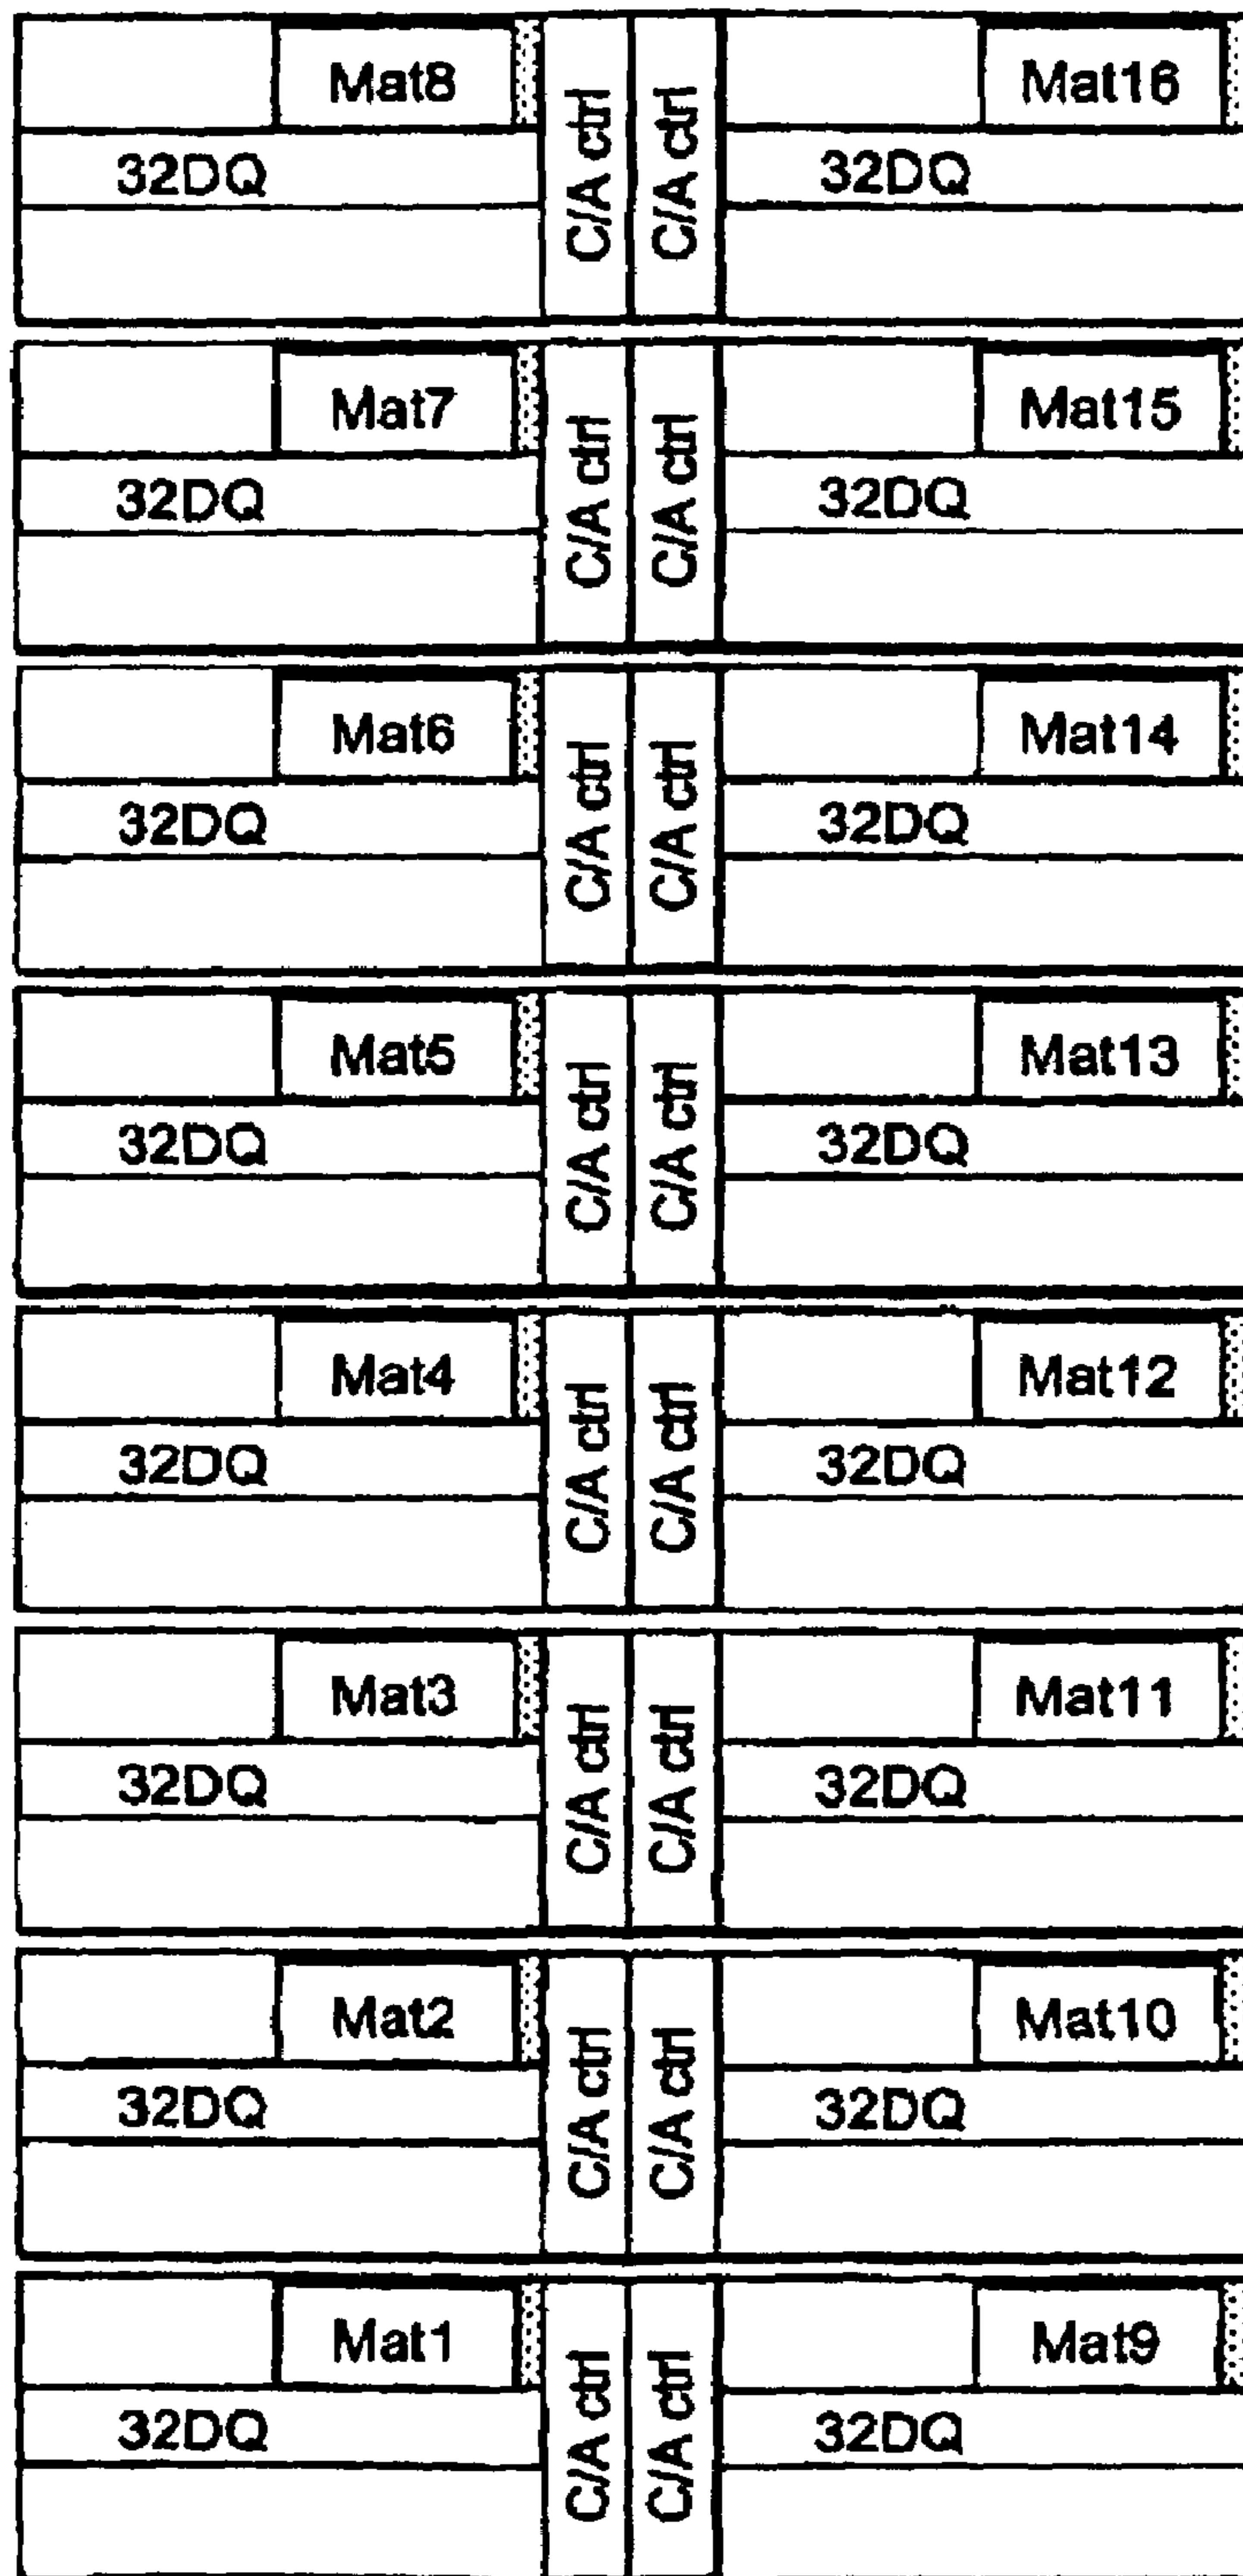 Mat8 C/A ctrl C/A ctrl Mat16
32DQ 32DQ
Mat7 C/A ctrl C/A ctrl Mat15
32DQ 32DQ
Mat6 C/A ctrl C/A ctrl Mat14
32DQ 32DQ
Mat5 C/A ctrl C/A ctrl Mat13
32DQ 32DQ
Mat4 C/A ctrl C/A ctrl Mat12
32DQ 32DQ
Mat3 C/A ctrl C/A ctrl Mat11
32DQ 32DQ
Mat2 C/A ctrl C/A ctrl Mat10
32DQ 32DQ
Mat1 C/A ctrl C/A ctrl Mat9
32DQ 32DQ